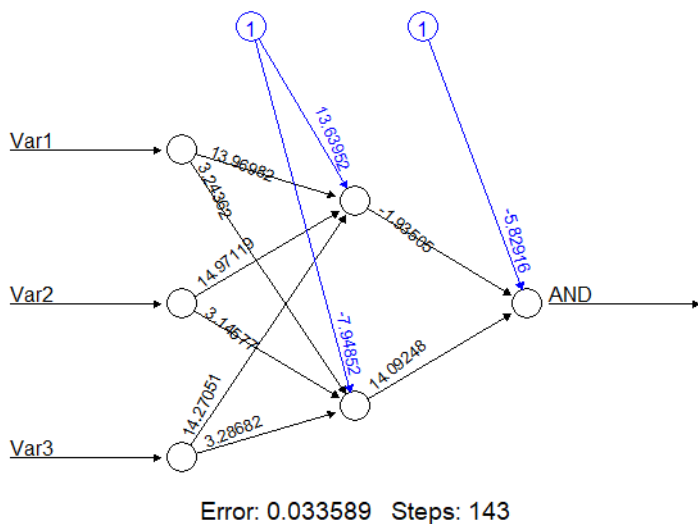 1
1
Var1
13.96982
3.24362
13.63952
-1.93505
-5.82916
Var2
14.97119
3.14577
-7.94852
AND
14.09248
Var3
14.27051
3.28682
Error: 0.033589 Steps: 143